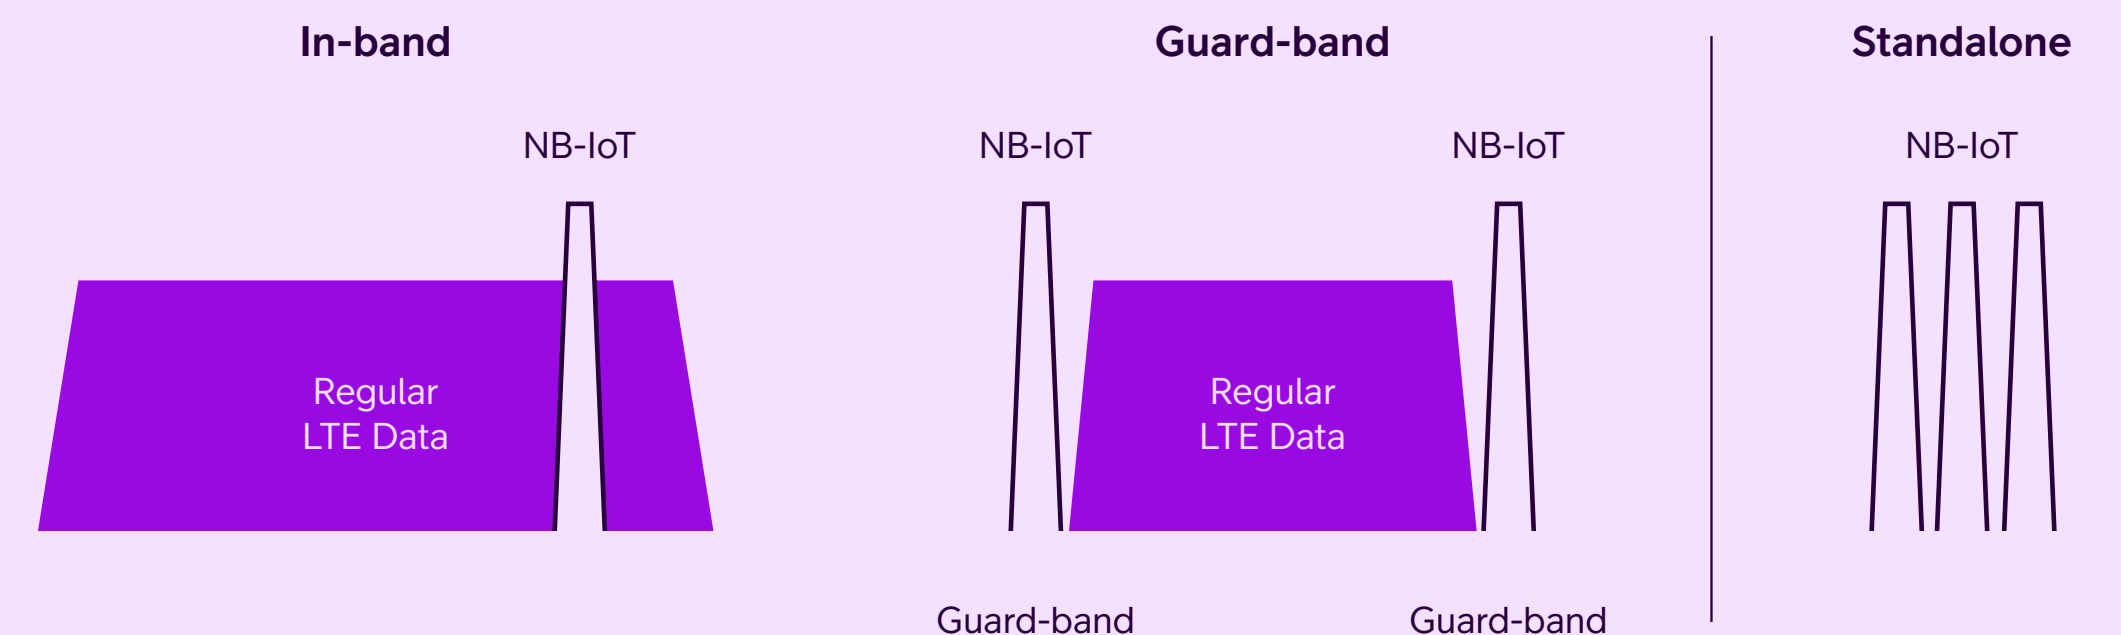 In-band
NB-IoT
Regular
LTE Data
Guard-band
NB-IoT
NB-IoT
Regular
LTE Data
Guard-band
Guard-band
Standalone
NB-IoT